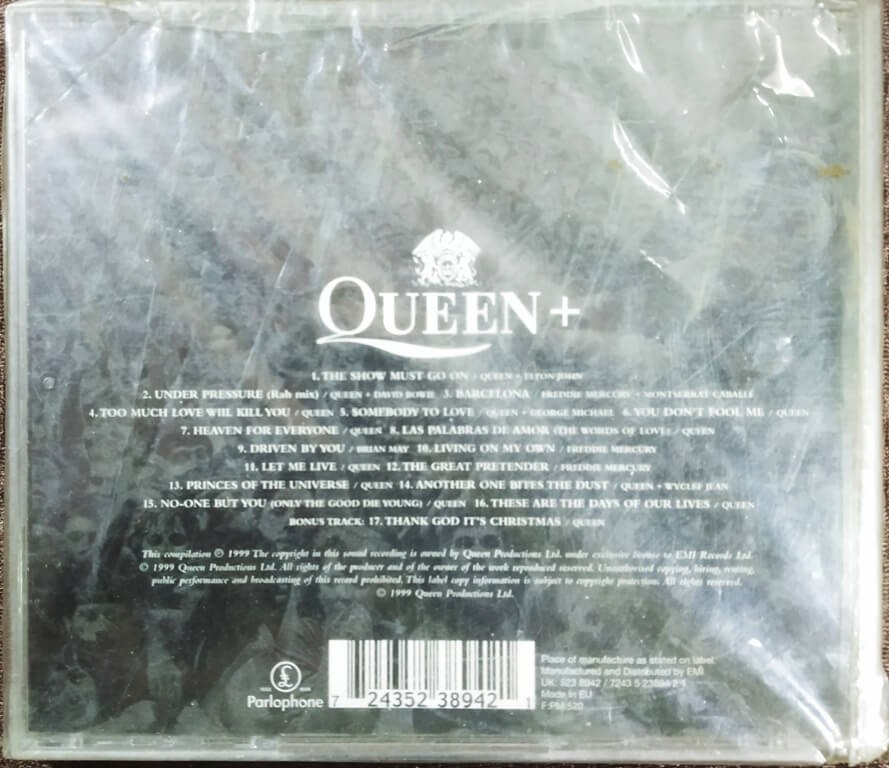 QUEEN +
1. THE SHOW MUST GO ON / QUEEN + ELTON JOHN
2. UNDER PRESSURE (Rah mix) / QUEEN + DAVID BOWIE 3. BARCELONA / FREDDIE MERCURY + MONTSERRAT CABALLÉ
4. TOO MUCH LOVE WILL KILL YOU / QUEEN 5. SOMEBODY TO LOVE / QUEEN + GEORGE MICHAEL 6. YOU DON'T FOOL ME / QUEEN
7. HEAVEN FOR EVERYONE / QUEEN 8. LAS PALABRAS DE AMOR (THE WORDS OF LOVE) / QUEEN
9. DRIVEN BY YOU / BRIAN MAY 10. LIVING ON MY OWN / FREDDIE MERCURY
11. LET ME LIVE / QUEEN 12. THE GREAT PRETENDER / FREDDIE MERCURY
13. PRINCES OF THE UNIVERSE / QUEEN 14. ANOTHER ONE BITES THE DUST / QUEEN + WYCLEF JEAN
15. NO-ONE BUT YOU (ONLY THE GOOD DIE YOUNG) / QUEEN 16. THESE ARE THE DAYS OF OUR LIVES / QUEEN
BONUS TRACK: 17. THANK GOD IT'S CHRISTMAS / QUEEN
This compilation ℗ 1999 The copyright in this sound recording is owned by Queen Productions Ltd. under exclusive license to EMI Records Ltd.
© 1999 Queen Productions Ltd. All rights of the producer and of the owner of the work reproduced reserved. Unauthorised copying, hiring, renting,
public performance and broadcasting of this record prohibited. This label copy information is subject to copyright protection. All rights reserved.
© 1999 Queen Productions Ltd.
Parlophone
7 24352 38942 1
Place of manufacture as stated on label.
Manufactured and Distributed by EMI
UK: 523 8942 / 7243 5 23894 2
Made in EU
F:PM 520